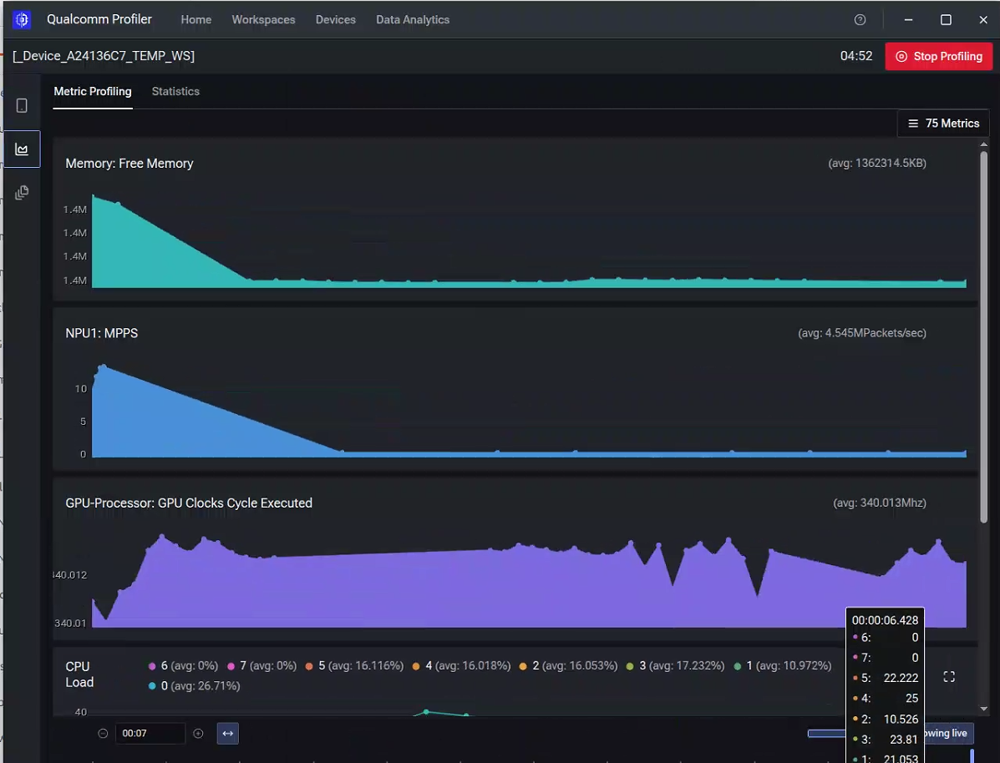 Qualcomm Profiler Home Workspaces Devices Data Analytics
[_Device_A24136C7_TEMP_WS] 04:52 Stop Profiling
Metric Profiling Statistics
75 Metrics
Memory: Free Memory (avg: 1362314.5KB)
1.4M
1.4M
1.4M
1.4M
NPU1: MPPS (avg: 4.545MPackets/sec)
10
5
0
GPU-Processor: GPU Clocks Cycle Executed (avg: 340.013Mhz)
340.012
340.01
CPU Load
6 (avg: 0%) 7 (avg: 0%) 5 (avg: 16.116%) 4 (avg: 16.018%) 2 (avg: 16.053%) 3 (avg: 17.232%) 1 (avg: 10.972%)
0 (avg: 26.71%)
40
00:00:06.428
6: 0
7: 0
5: 22.222
4: 25
2: 10.526
3: 23.81
1: 21.053
00:07
owing live